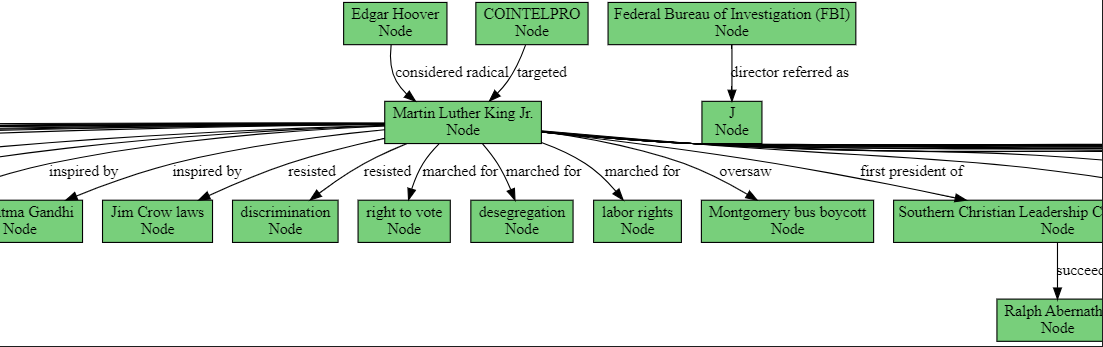 Edgar Hoover
Node
COINTELPRO
Node
Federal Bureau of Investigation (FBI)
Node
considered radical
targeted
director referred as
Martin Luther King Jr.
Node
J
Node
inspired by
inspired by
resisted
resisted
marched for
marched for
marched for
oversaw
first president of
tma Gandhi
Node
Jim Crow laws
Node
discrimination
Node
right to vote
Node
desegregation
Node
labor rights
Node
Montgomery bus boycott
Node
Southern Christian Leadership C
Node
succeed
Ralph Abernath
Node